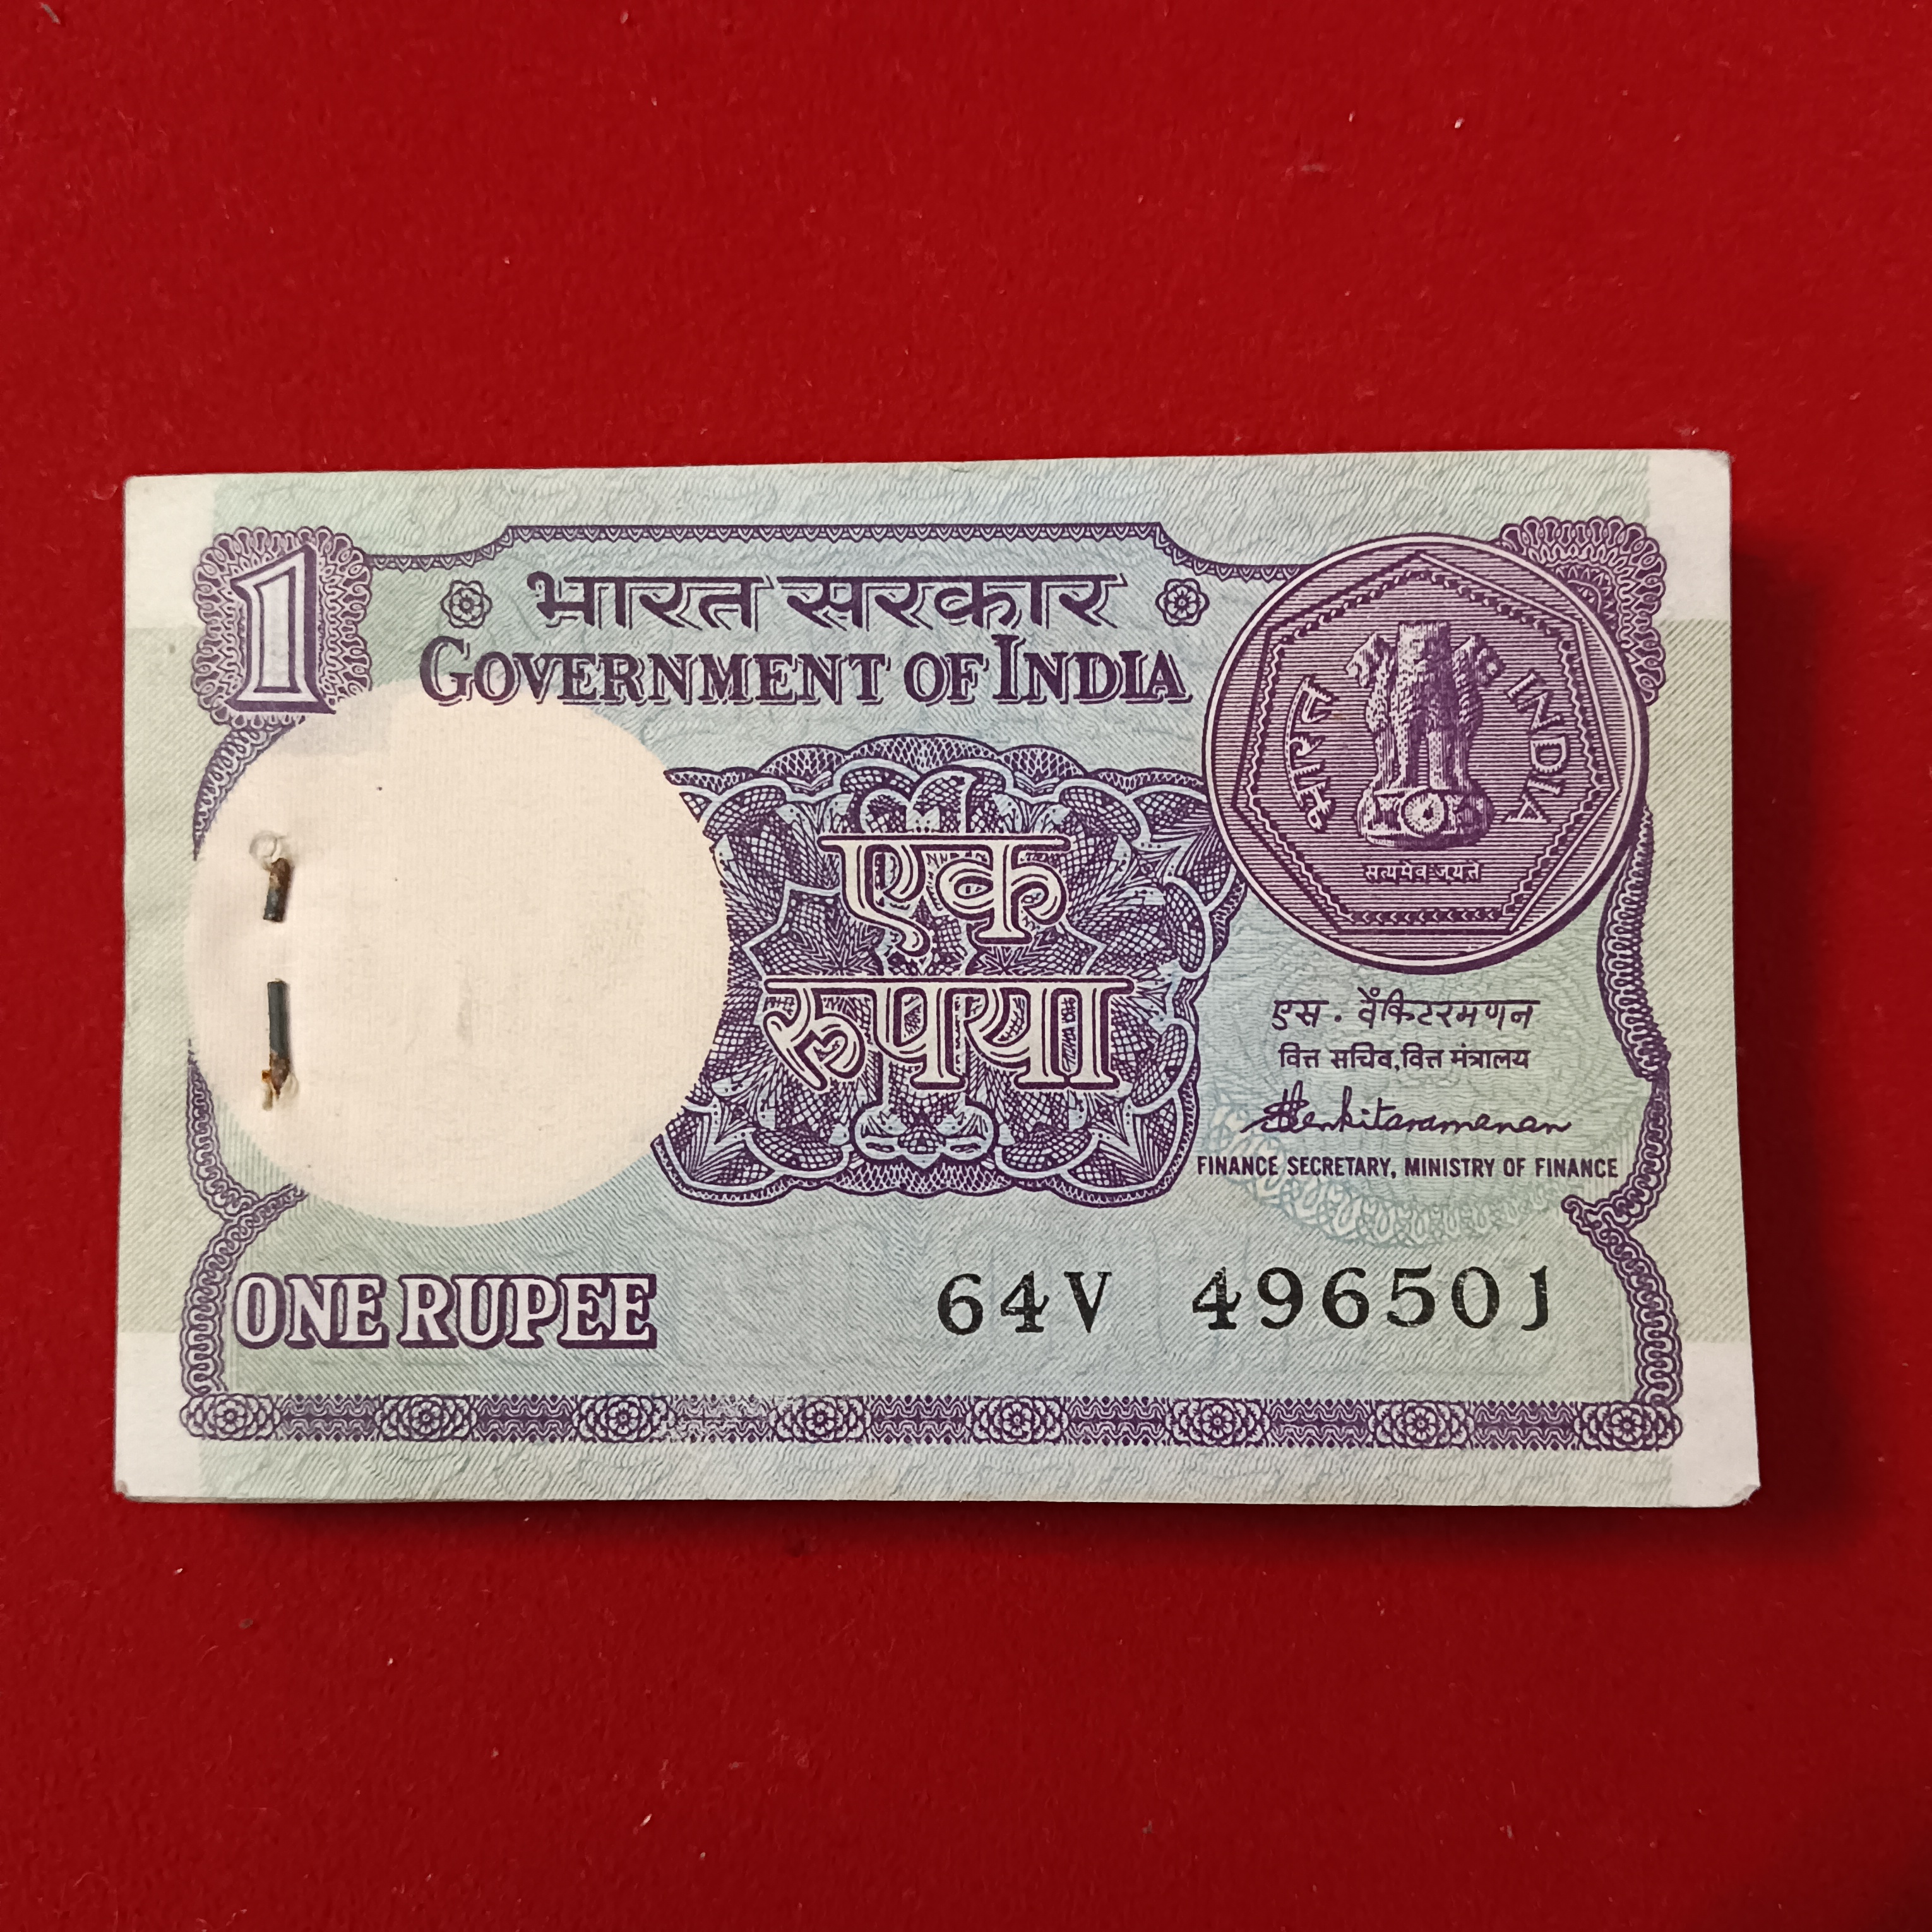 1
भारत सरकार
GOVERNMENT OF INDIA
भारत
INDIA
सत्यमेव जयते
एक
रुपया
एस. वेंकिटरमणन
वित्त सचिव, वित्त मंत्रालय
S Venkitaramanan
FINANCE SECRETARY, MINISTRY OF FINANCE
ONE RUPEE
64V 496501